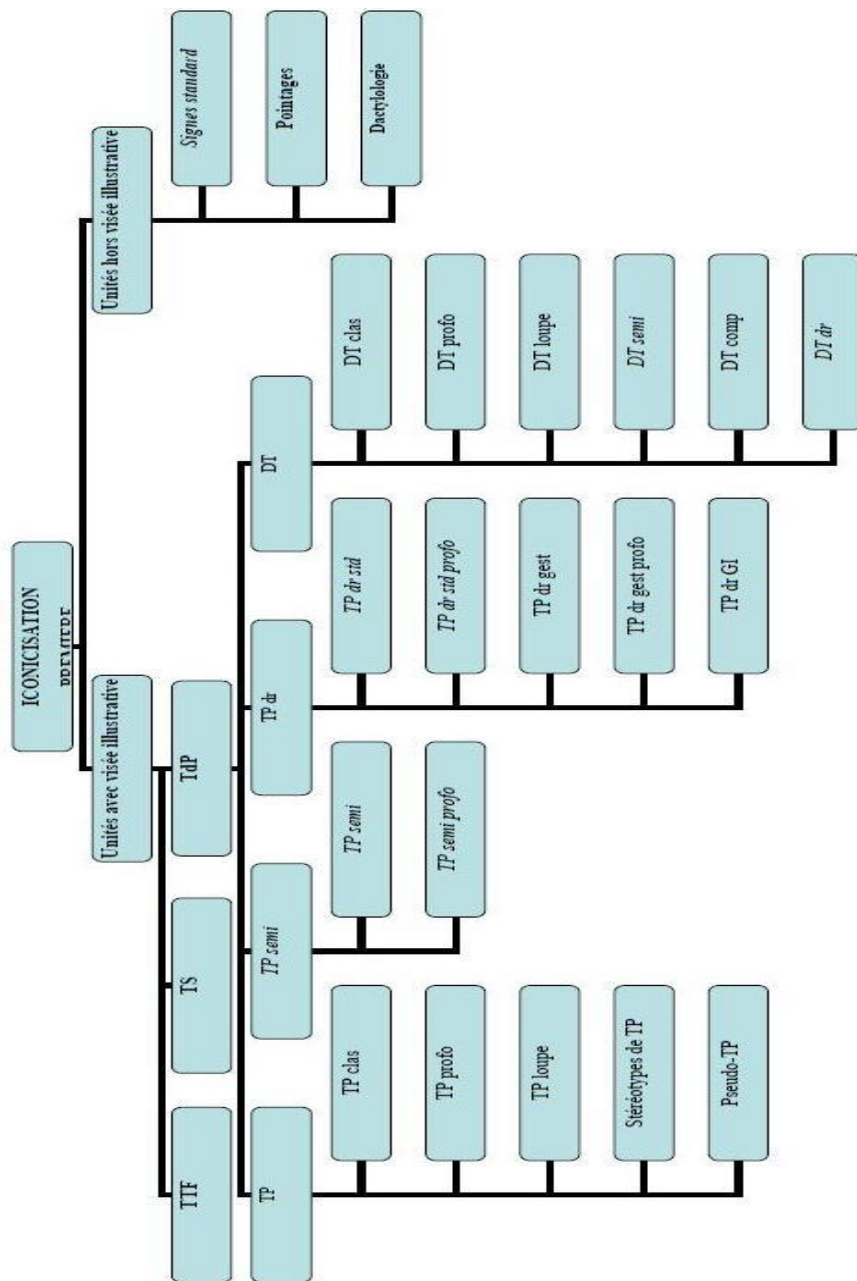 ICONICISATION
PREMIERE
Unités avec visée illustrative
Unités hors visée illustrative
TTF
TS
TdP
Signes standard
Pointages
Dactylologie
TP
TP semi
TP dr
DT
TP clas
TP profo
TP loupe
Stéréotypes de TP
Pseudo-TP
TP semi
TP semi profo
TP dr std
TP dr std profo
TP dr gest
TP dr gest profo
TP dr GI
DT clas
DT profo
DT loupe
DT semi
DT comp
DT dr